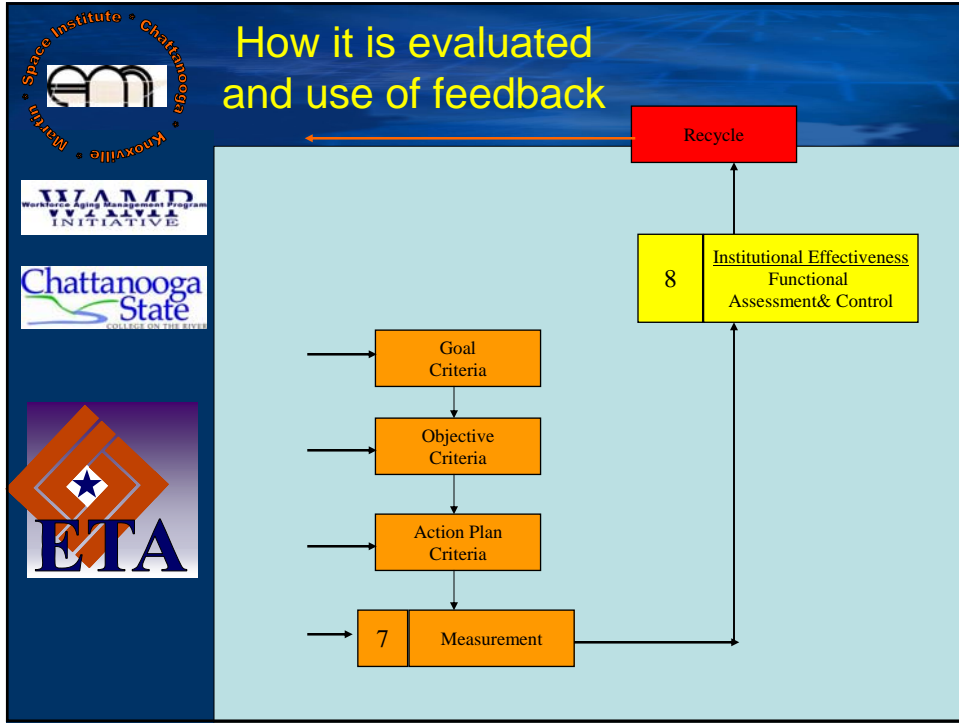 How it is evaluated
and use of feedback
Space Institute * Chattanooga * Knoxville * Martin *
em
WAMP
Workforce Aging Management Program
INITIATIVE
Chattanooga
State
COLLEGE ON THE RIVER
ETA
Recycle
8
Institutional Effectiveness
Functional
Assessment& Control
Goal
Criteria
Objective
Criteria
Action Plan
Criteria
7
Measurement